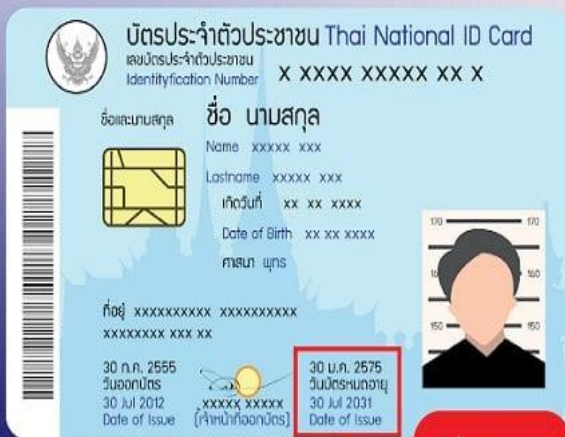 บัตรประจำตัวประชาชน Thai National ID Card
เลขบัตรประจำตัวประชาชน
Identityfication Number X XXXX XXXXX XX X
ชื่อและนามสกุล ชื่อ นามสกุล
Name xxxxx xxx
Lastname xxxxx xxx
เกิดวันที่ xx xx xxxx
Date of Birth xx xx xxxx
ศาสนา พุทธ
ที่อยู่ xxxxxxxxxx xxxxxxxxxx
xxxxxxxx xxx xx
30 ก.ค. 2555
วันออกบัตร
30 Jul 2012
Date of Issue
xxxxx xxxxx
(เจ้าหน้าที่ออกบัตร)
30 ม.ค. 2575
วันบัตรหมดอายุ
30 Jul 2031
Date of Issue
170 170
160
150 150